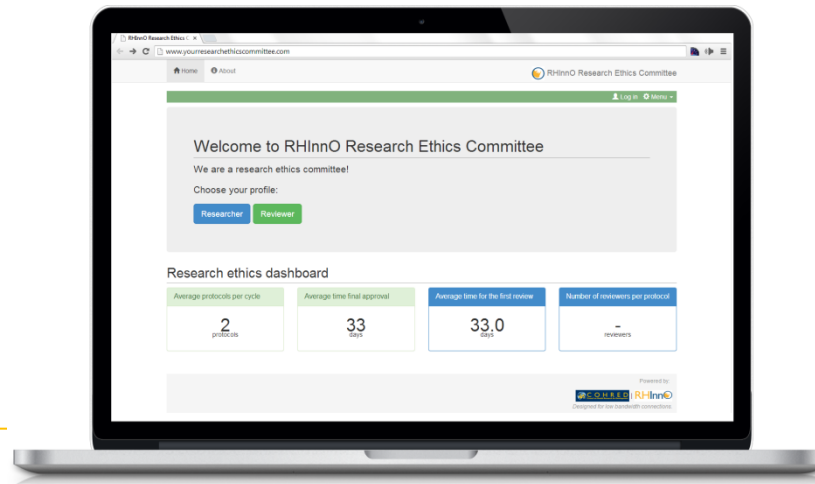 RHInnO Research Ethics C
www.yourresearchethicscommittee.com
Home About
RHInnO Research Ethics Committee
Log in Menu
Welcome to RHInnO Research Ethics Committee
We are a research ethics committee!
Choose your profile:
Researcher Reviewer
Research ethics dashboard
Average protocols per cycle
2
protocols
Average time final approval
33
days
Average time for the first review
33.0
days
Number of reviewers per protocol
-
reviewers
Powered by:
COHRED | RHInnO
Designed for low bandwidth connections.